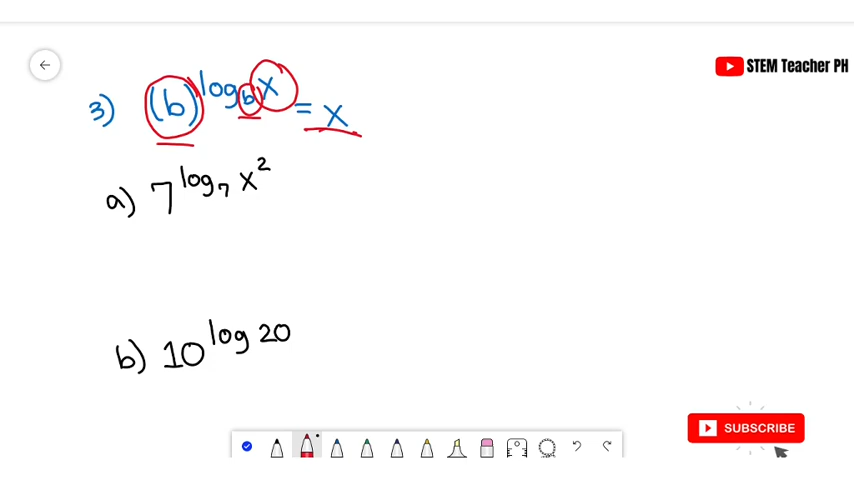 STEM Teacher PH
3) (b)^log_b x = x
a) 7^log_7 x^2
b) 10^log 20
SUBSCRIBE